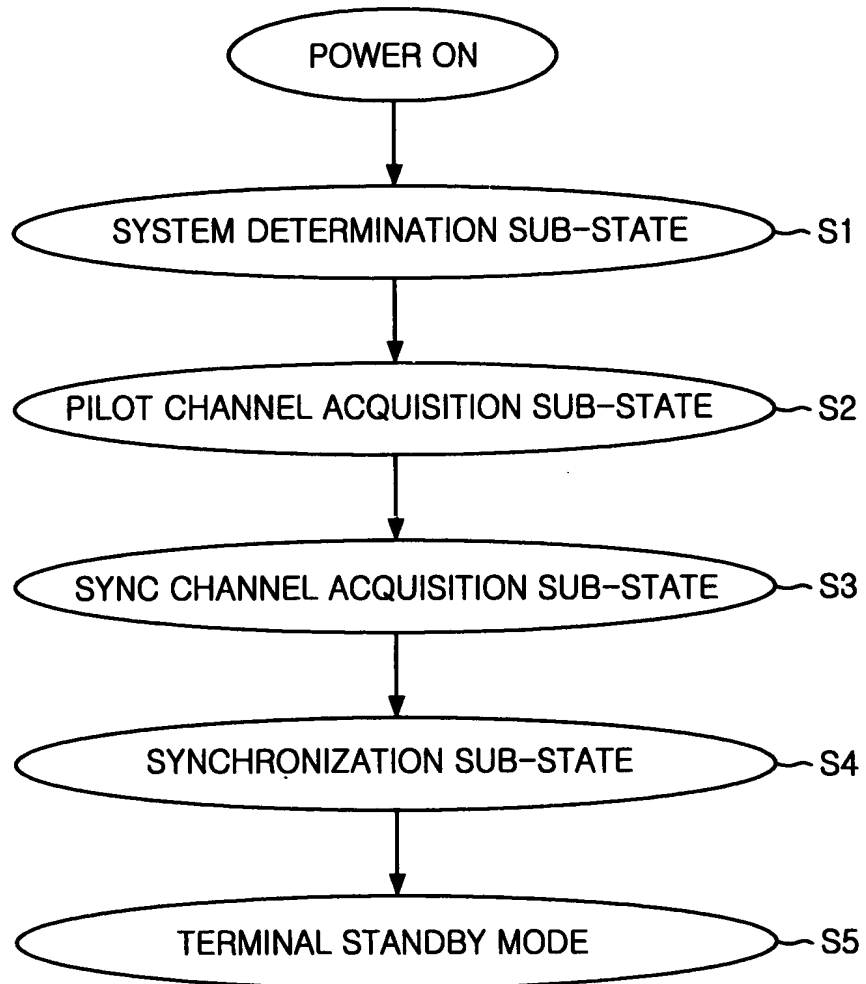 POWER ON
SYSTEM DETERMINATION SUB-STATE
S1
PILOT CHANNEL ACQUISITION SUB-STATE
S2
SYNC CHANNEL ACQUISITION SUB-STATE
S3
SYNCHRONIZATION SUB-STATE
S4
TERMINAL STANDBY MODE
S5